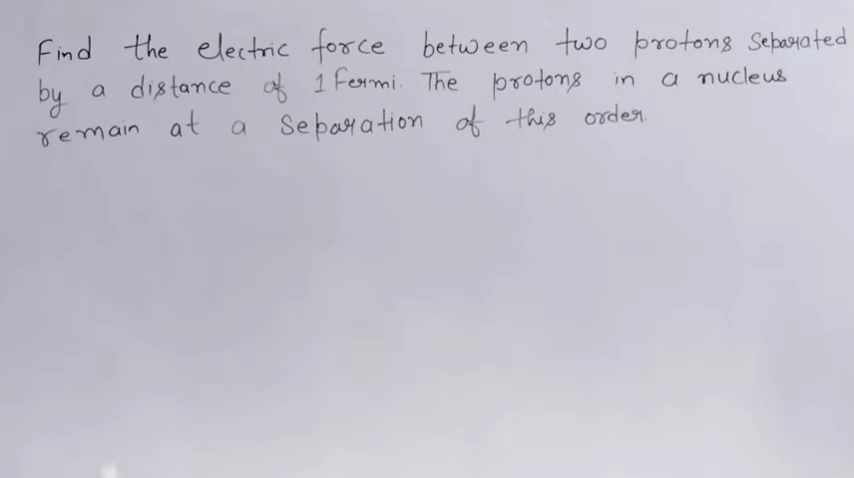 Find the electric force between two protons separated
by a distance of 1 Fermi. The protons in a nucleus
remain at a separation of this order.